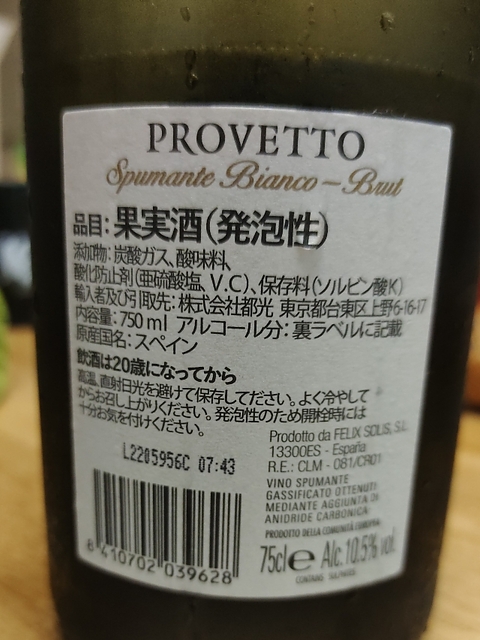 PROVETTO
Spumante Bianco – Brut
品目：果実酒（発泡性）
添加物：炭酸ガス、酸味料、
酸化防止剤（亜硫酸塩、V.C）、保存料（ソルビン酸K）
輸入者及び引取先：株式会社都光 東京都台東区上野6-16-17
内容量：750ml アルコール分：裏ラベルに記載
原産国名：スペイン
飲酒は20歳になってから
高温、直射日光を避けて保存してださい。よく冷やして
からお召し上がりください。発泡性のため開栓時には
十分お気を付けください。
L2205956C 07:43
Prodotto da FELIX SOLIS, S.L.
13300ES - España
R.E.: CLM - 081/CR01
VINO SPUMANTE
GASSIFICATO OTTENUTO
MEDIANTE AGGIUNTA DI
ANIDRIDE CARBONICA.
PRODOTTO DELLA COMUNITÀ EUROPEA
75cl e Alc.10.5% vol.
CONTAINS SULPHITES
8 410702 039628